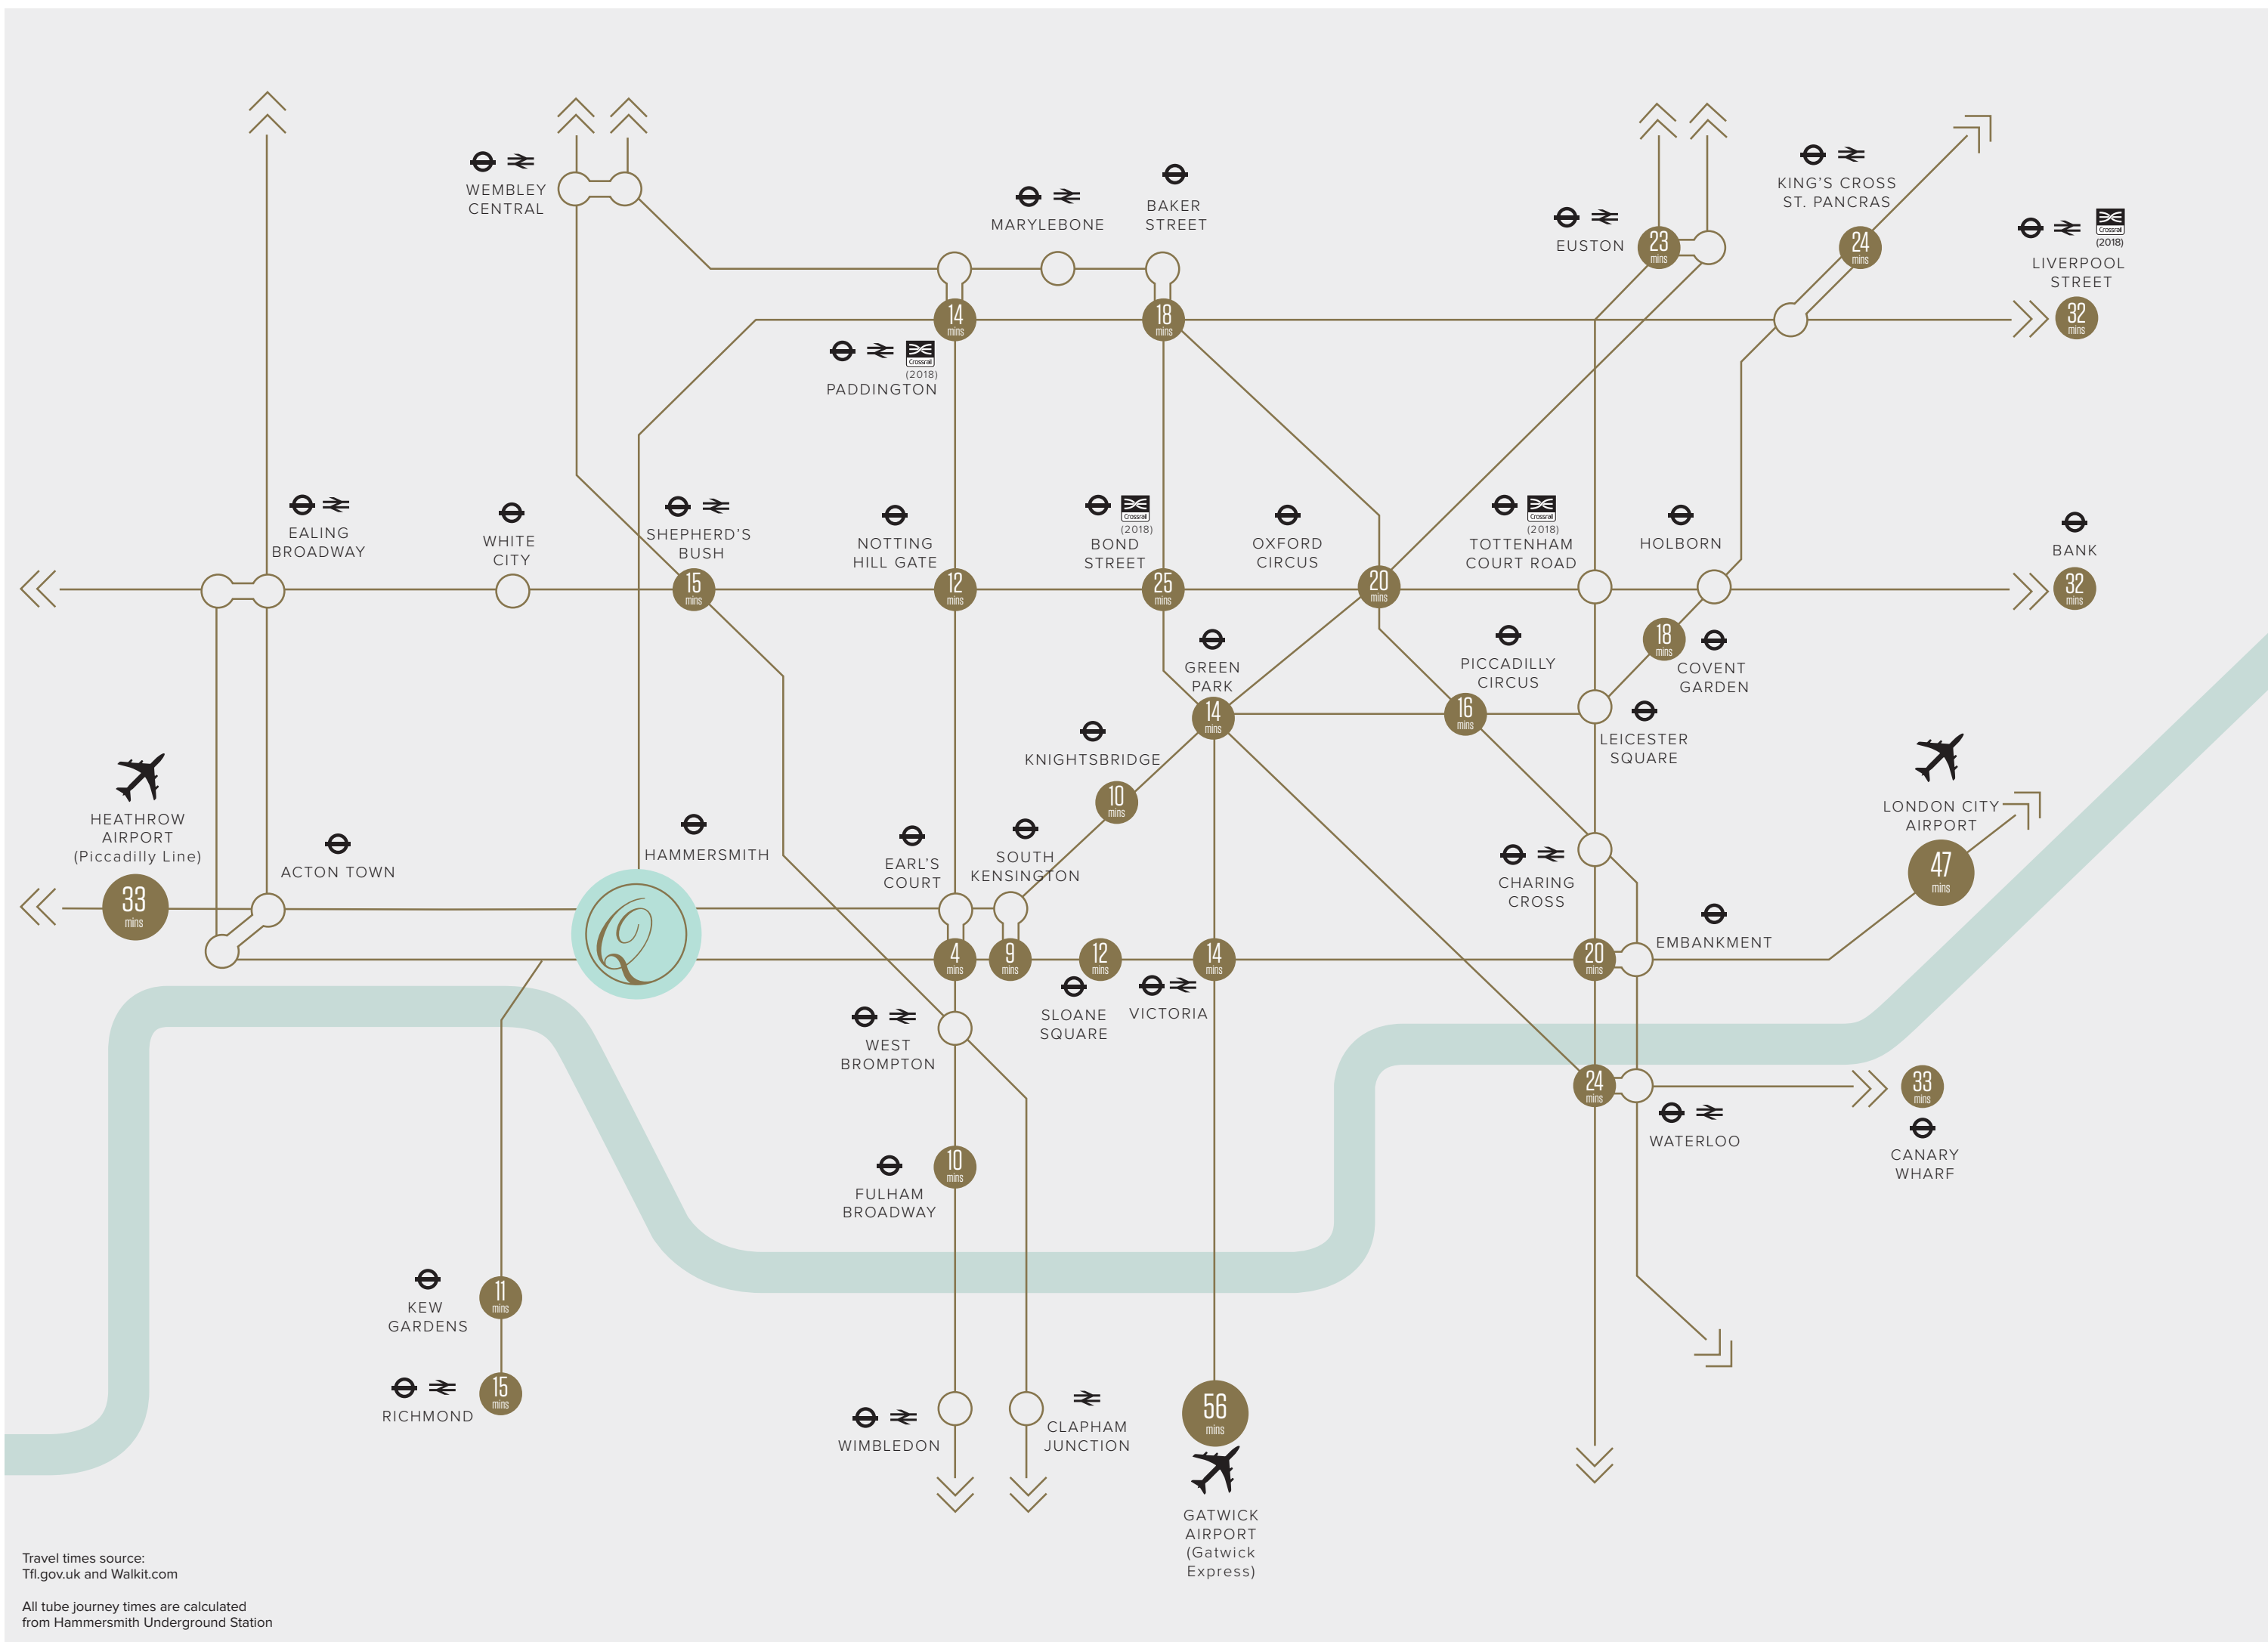 WEMBLEY
CENTRAL
MARYLEBONE
BAKER
STREET
EUSTON
23
mins
KING'S CROSS
ST. PANCRAS
24
mins
Crossrail
(2018)
LIVERPOOL
STREET
32
mins
14
mins
18
mins
Crossrail
(2018)
PADDINGTON
EALING
BROADWAY
WHITE
CITY
SHEPHERD'S
BUSH
15
mins
NOTTING
HILL GATE
12
mins
Crossrail
(2018)
BOND
STREET
25
mins
OXFORD
CIRCUS
20
mins
Crossrail
(2018)
TOTTENHAM
COURT ROAD
HOLBORN
BANK
32
mins
18
mins
COVENT
GARDEN
GREEN
PARK
14
mins
PICCADILLY
CIRCUS
16
mins
LEICESTER
SQUARE
KNIGHTSBRIDGE
10
mins
HEATHROW
AIRPORT
(Piccadilly Line)
33
mins
ACTON TOWN
HAMMERSMITH
Q
EARL'S
COURT
SOUTH
KENSINGTON
4
mins
9
mins
12
mins
14
mins
SLOANE
SQUARE
VICTORIA
CHARING
CROSS
20
mins
EMBANKMENT
LONDON CITY
AIRPORT
47
mins
WEST
BROMPTON
24
mins
WATERLOO
33
mins
CANARY
WHARF
FULHAM
BROADWAY
10
mins
KEW
GARDENS
11
mins
RICHMOND
15
mins
WIMBLEDON
CLAPHAM
JUNCTION
56
mins
GATWICK
AIRPORT
(Gatwick
Express)
Travel times source:
Tfl.gov.uk and Walkit.com
All tube journey times are calculated
from Hammersmith Underground Station